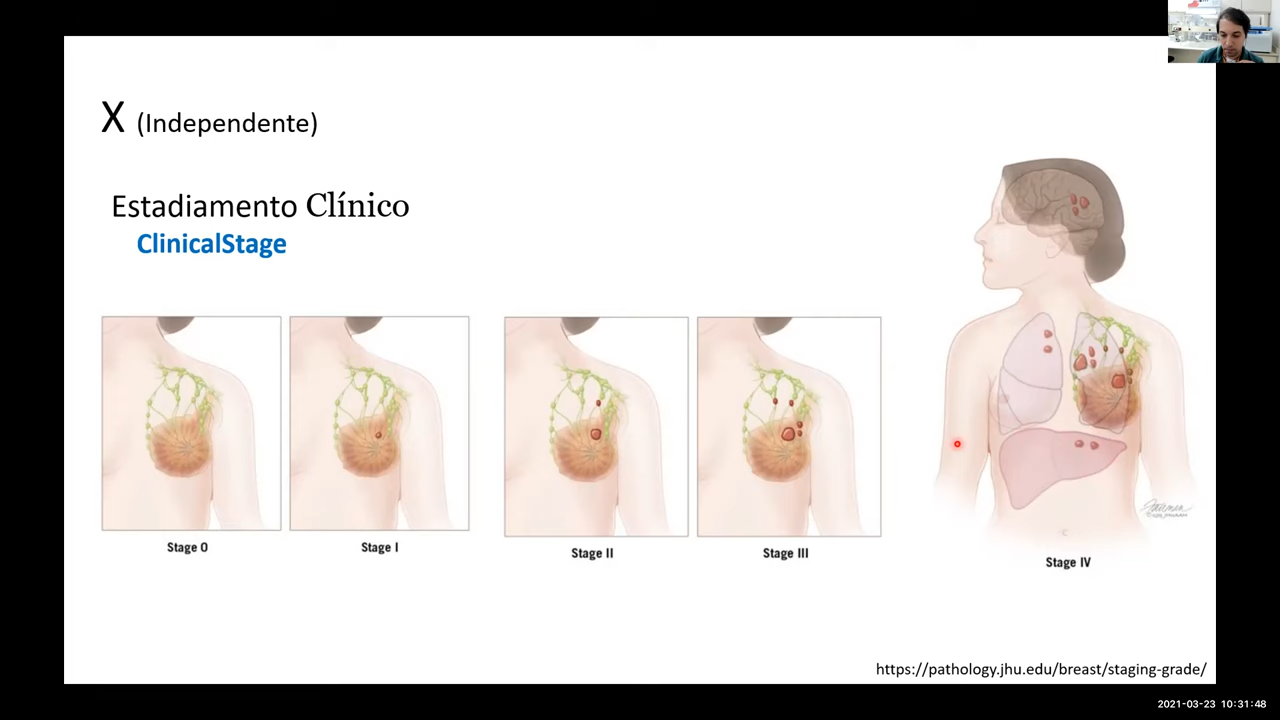 X (Independente)
Estadiamento Clínico
ClinicalStage
Stage 0
Stage I
Stage II
Stage III
Stage IV
https://pathology.jhu.edu/breast/staging-grade/
2021-03-23 10:31:48